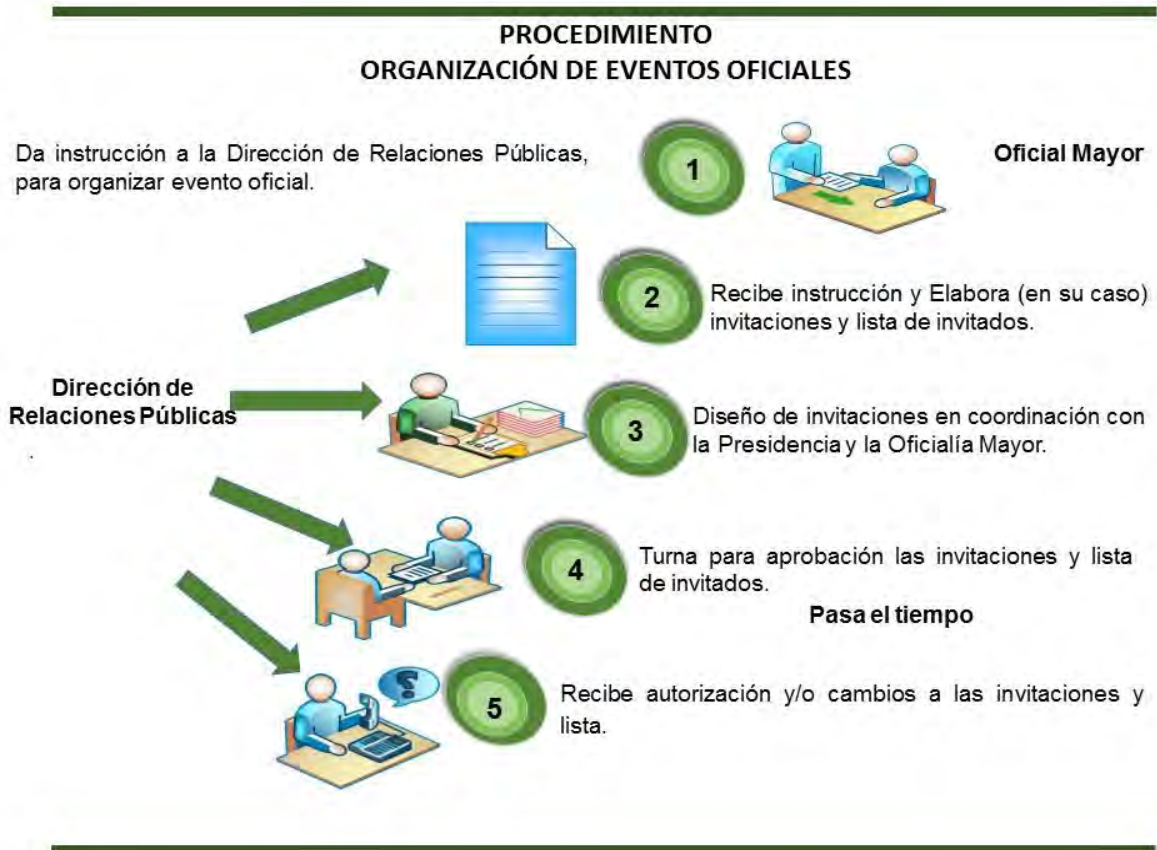 PROCEDIMIENTO
ORGANIZACIÓN DE EVENTOS OFICIALES
Da instrucción a la Dirección de Relaciones Públicas,
para organizar evento oficial.
1
Oficial Mayor
2
Recibe instrucción y Elabora (en su caso)
invitaciones y lista de invitados.
Dirección de
Relaciones Públicas
.
3
Diseño de invitaciones en coordinación con
la Presidencia y la Oficialía Mayor.
4
Turna para aprobación las invitaciones y lista
de invitados.
Pasa el tiempo
?
5
Recibe autorización y/o cambios a las invitaciones y
lista.